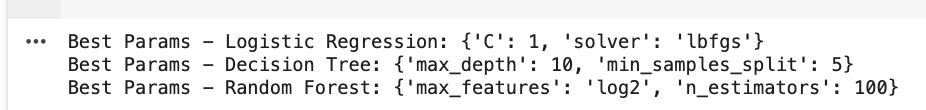 Best Params – Logistic Regression: {'C': 1, 'solver': 'lbfgs'}
Best Params – Decision Tree: {'max_depth': 10, 'min_samples_split': 5}
Best Params – Random Forest: {'max_features': 'log2', 'n_estimators': 100}